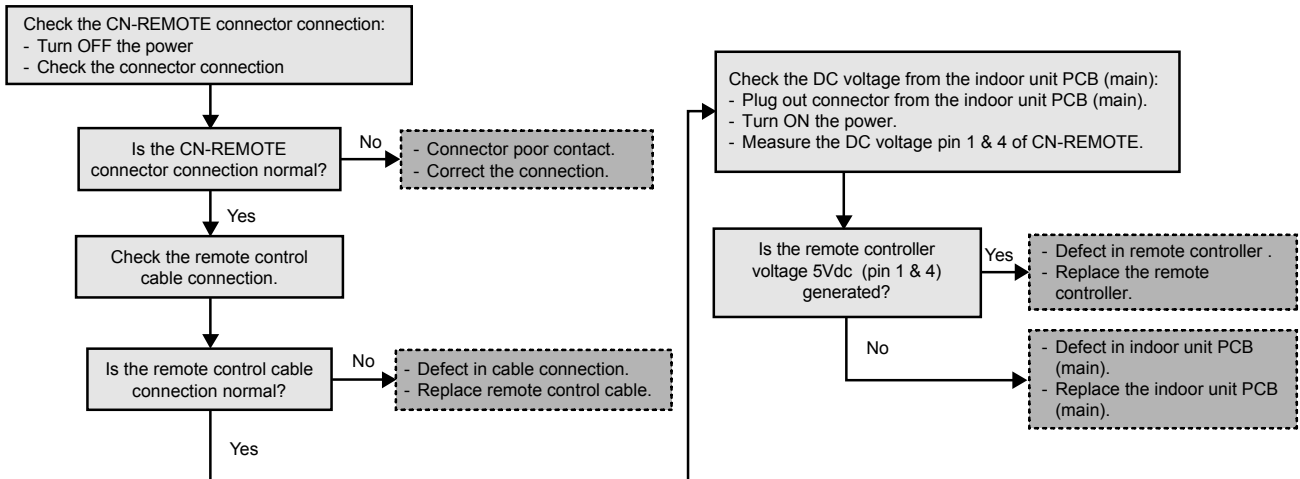 Check the CN-REMOTE connector connection:
- Turn OFF the power
- Check the connector connection
Is the CN-REMOTE
connector connection normal?
No
- Connector poor contact.
- Correct the connection.
Yes
Check the remote control
cable connection.
Is the remote control cable
connection normal?
No
- Defect in cable connection.
- Replace remote control cable.
Yes
Check the DC voltage from the indoor unit PCB (main):
- Plug out connector from the indoor unit PCB (main).
- Turn ON the power.
- Measure the DC voltage pin 1 & 4 of CN-REMOTE.
Is the remote controller
voltage 5Vdc (pin 1 & 4)
generated?
Yes
- Defect in remote controller .
- Replace the remote
controller.
No
- Defect in indoor unit PCB
(main).
- Replace the indoor unit PCB
(main).